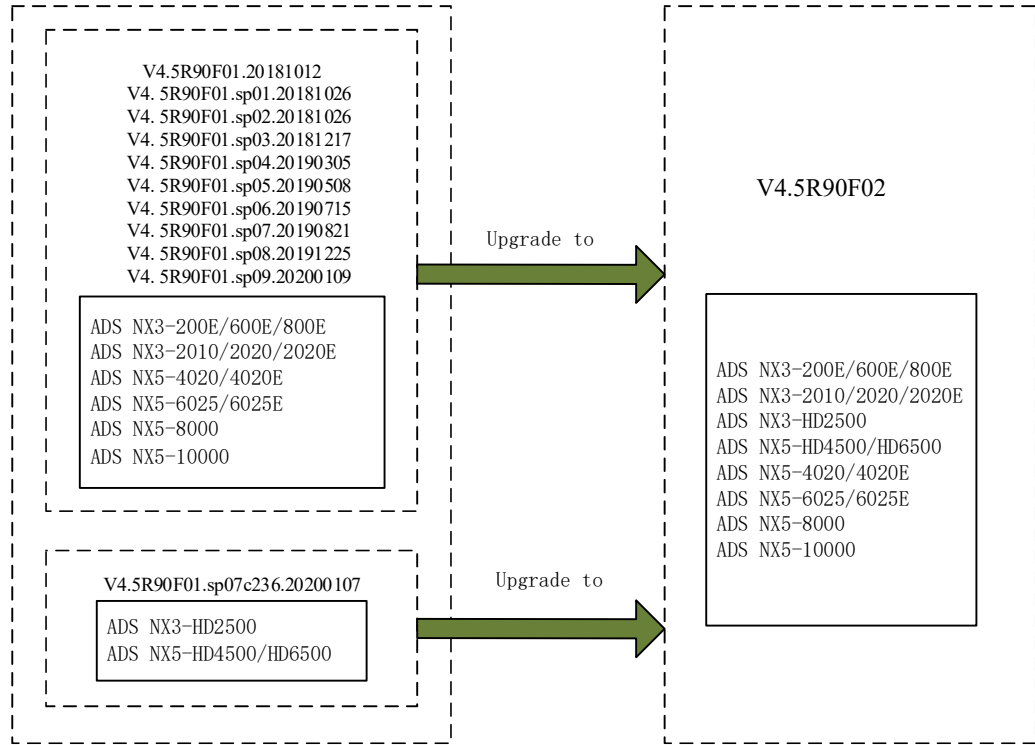 V4.5R90F01.20181012
V4. 5R90F01.sp01.20181026
V4. 5R90F01.sp02.20181026
V4. 5R90F01.sp03.20181217
V4. 5R90F01.sp04.20190305
V4. 5R90F01.sp05.20190508
V4. 5R90F01.sp06.20190715
V4. 5R90F01.sp07.20190821
V4. 5R90F01.sp08.20191225
V4. 5R90F01.sp09.20200109
ADS NX3-200E/600E/800E
ADS NX3-2010/2020/2020E
ADS NX5-4020/4020E
ADS NX5-6025/6025E
ADS NX5-8000
ADS NX5-10000
V4.5R90F01.sp07c236.20200107
ADS NX3-HD2500
ADS NX5-HD4500/HD6500
Upgrade to
Upgrade to
V4.5R90F02
ADS NX3-200E/600E/800E
ADS NX3-2010/2020/2020E
ADS NX3-HD2500
ADS NX5-HD4500/HD6500
ADS NX5-4020/4020E
ADS NX5-6025/6025E
ADS NX5-8000
ADS NX5-10000